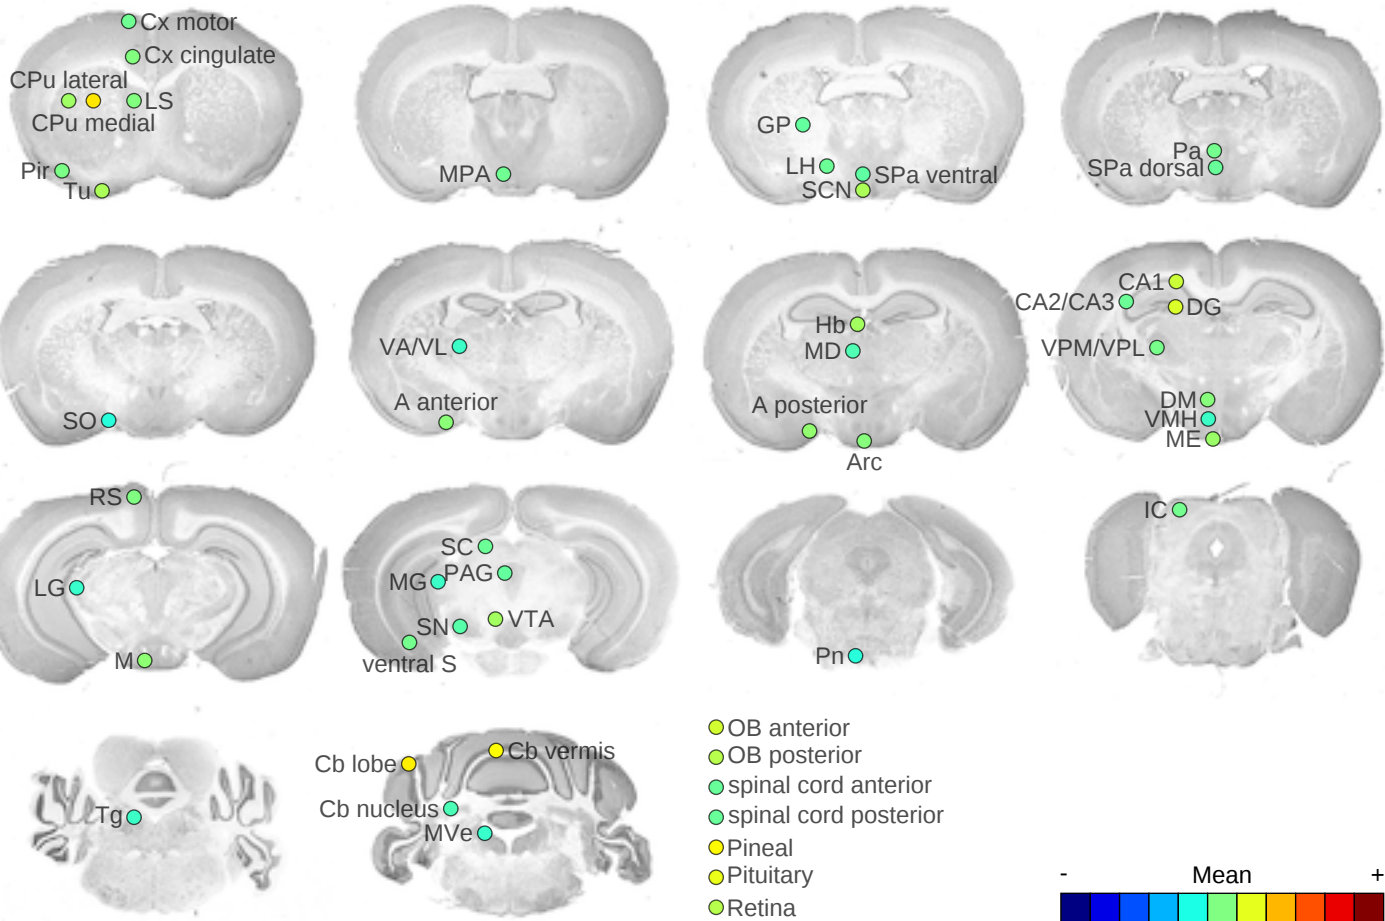 Cx motor
Cx cingulate
CPu lateral
LS
CPu medial
Pir
Tu
MPA
GP
LH
SPa ventral
SCN
Pa
SPa dorsal
SO
VA/VL
A anterior
Hb
MD
A posterior
Arc
CA1
CA2/CA3
DG
VPM/VPL
DM
VMH
ME
RS
LG
M
SC
MG
PAG
SN
VTA
ventral S
Pn
IC
Tg
Cb lobe
Cb vermis
Cb nucleus
MVe
OB anterior
OB posterior
spinal cord anterior
spinal cord posterior
Pineal
Pituitary
Retina
- Mean +